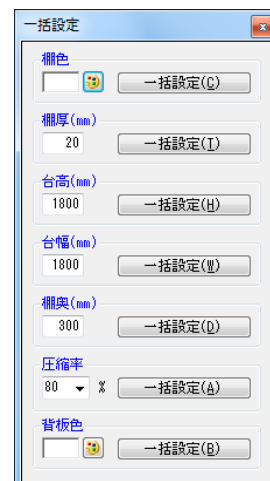 一括設定
棚色
一括設定(C)
棚厚(mm)
20 一括設定(T)
台高(mm)
1800 一括設定(H)
台幅(mm)
1800 一括設定(W)
棚奥(mm)
300 一括設定(D)
圧縮率
80 % 一括設定(A)
背板色
一括設定(B)